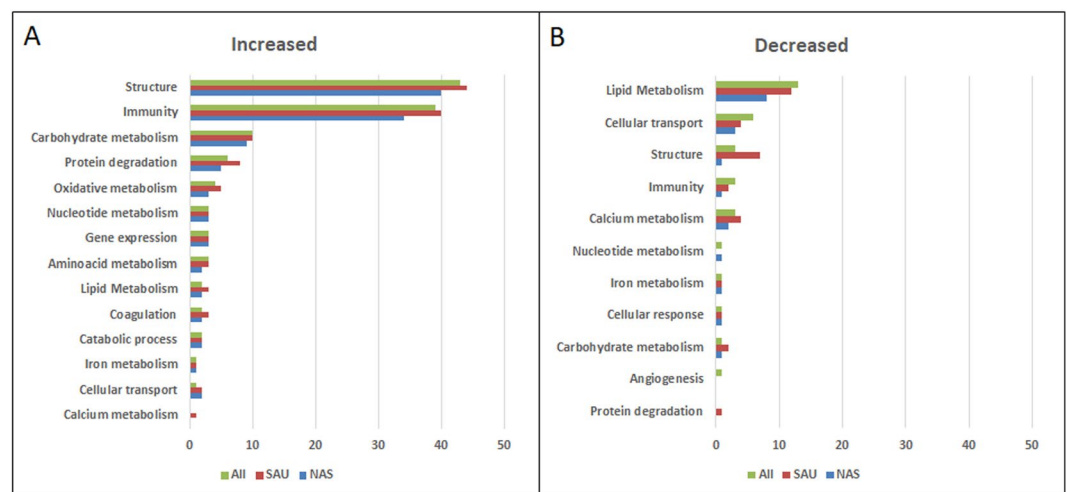 A
Increased
Structure
Immunity
Carbohydrate metabolism
Protein degradation
Oxidative metabolism
Nucleotide metabolism
Gene expression
Aminoacid metabolism
Lipid Metabolism
Coagulation
Catabolic process
Iron metabolism
Cellular transport
Calcium metabolism
0 10 20 30 40 50
All SAU NAS
B
Decreased
Lipid Metabolism
Cellular transport
Structure
Immunity
Calcium metabolism
Nucleotide metabolism
Iron metabolism
Cellular response
Carbohydrate metabolism
Angiogenesis
Protein degradation
0 10 20 30 40 50
All SAU NAS